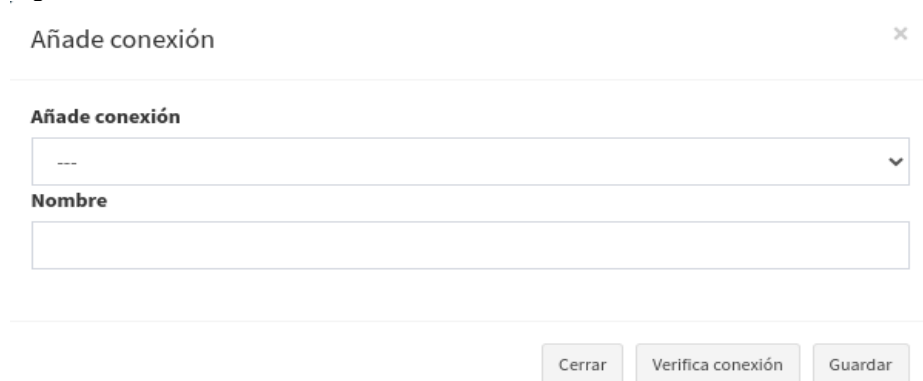 Añade conexión ×
Añade conexión
---
Nombre
Cerrar Verifica conexión Guardar